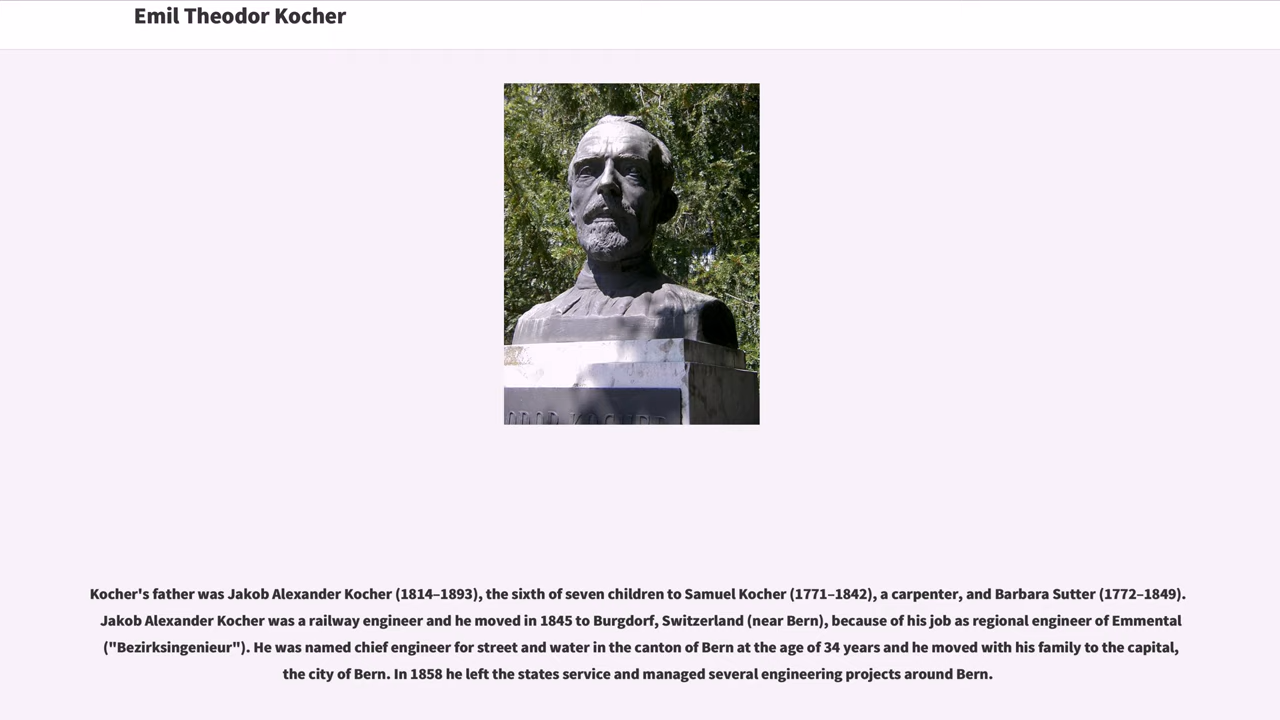 Emil Theodor Kocher
ODOR KOCHER
Kocher's father was Jakob Alexander Kocher (1814–1893), the sixth of seven children to Samuel Kocher (1771–1842), a carpenter, and Barbara Sutter (1772–1849).
Jakob Alexander Kocher was a railway engineer and he moved in 1845 to Burgdorf, Switzerland (near Bern), because of his job as regional engineer of Emmental
("Bezirksingenieur"). He was named chief engineer for street and water in the canton of Bern at the age of 34 years and he moved with his family to the capital,
the city of Bern. In 1858 he left the states service and managed several engineering projects around Bern.